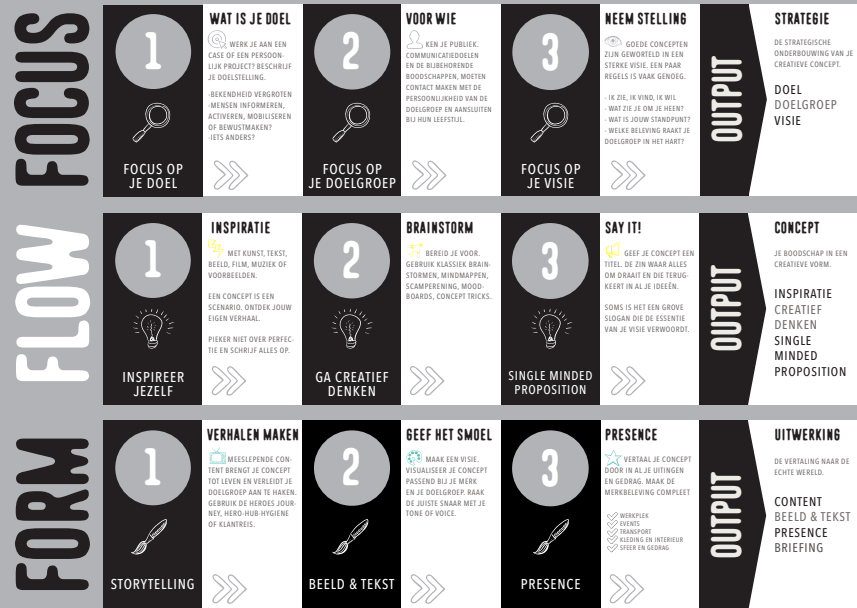 FOCUS
1
FOCUS OP
JE DOEL
WAT IS JE DOEL
WERK JE AAN EEN
CASE OF EEN PERSOON-
LIJK PROJECT? BESCHRIJF
JE DOELSTELLING.
-BEKENDHEID VERGROTEN
-MENSEN INFORMEREN,
ACTIVEREN, MOBILISEREN
OF BEWUSTMAKEN?
-IETS ANDERS?
2
FOCUS OP
JE DOELGROEP
VOOR WIE
KEN JE PUBLIEK.
COMMUNICATIEDOELEN
EN DE BIJBEHORENDE
BOODSCHAPPEN, MOETEN
CONTACT MAKEN MET DE
PERSOONLIJKHEID VAN DE
DOELGROEP EN AANSLUITEN
BIJ HUN LEEFSTIJL.
3
FOCUS OP
JE VISIE
NEEM STELLING
GOEDE CONCEPTEN
ZIJN GEWORTELD IN EEN
STERKE VISIE. EEN PAAR
REGELS IS VAAK GENOEG.
- IK ZIE, IK VIND, IK WIL
- WAT ZIE JE OM JE HEEN?
- WAT IS JOUW STANDPUNT?
- WELKE BELEVING RAAKT JE
DOELGROEP IN HET HART?
OUTPUT
STRATEGIE
DE STRATEGISCHE
ONDERBOUWING VAN JE
CREATIEVE CONCEPT.
DOEL
DOELGROEP
VISIE
FLOW
1
INSPIREER
JEZELF
INSPIRATIE
MET KUNST, TEKST,
BEELD, FILM, MUZIEK OF
VOORBEELDEN.
EEN CONCEPT IS EEN
SCENARIO. ONTDEK JOUW
EIGEN VERHAAL.
PIEKER NIET OVER PERFEC-
TIE EN SCHRIJF ALLES OP.
2
GA CREATIEF
DENKEN
BRAINSTORM
BEREID JE VOOR.
GEBRUIK KLASSIEK BRAIN-
STORMEN, MINDMAPPEN,
SCAMPERENING, MOOD-
BOARDS, CONCEPT TRICKS.
3
SINGLE MINDED
PROPOSITION
SAY IT!
GEEF JE CONCEPT EEN
TITEL. DE ZIN WAAR ALLES
OM DRAAIT EN DIE TERUG-
KEERT IN AL JE IDEEËN.
SOMS IS HET EEN GROVE
SLOGAN DIE DE ESSENTIE
VAN JE VISIE VERWOORDT.
OUTPUT
CONCEPT
JE BOODSCHAP IN EEN
CREATIEVE VORM.
INSPIRATIE
CREATIEF
DENKEN
SINGLE
MINDED
PROPOSITION
FORM
1
STORYTELLING
VERHALEN MAKEN
MEESLEPENDE CON-
TENT BRENGT JE CONCEPT
TOT LEVEN EN VERLEIDT JE
DOELGROEP AAN TE HAKEN.
GEBRUIK DE HEROES JOUR-
NEY, HERO-HUB-HYGIENE
OF KLANTREIS.
2
BEELD & TEKST
GEEF HET SMOEL
MAAK EEN VISIE.
VISUALISEER JE CONCEPT
PASSEND BIJ JE MERK
EN JE DOELGROEP. RAAK
DE JUISTE SNAAR MET JE
TONE OF VOICE.
3
PRESENCE
PRESENCE
VERTAAL JE CONCEPT
DOOR IN AL JE UITINGEN
EN GEDRAG. MAAK DE
MERKBELEVING COMPLEET
WERKPLEK
EVENTS
TRANSPORT
KLEDING EN INTERIEUR
SFEER EN GEDRAG
OUTPUT
UITWERKING
DE VERTALING NAAR DE
ECHTE WERELD.
CONTENT
BEELD & TEKST
PRESENCE
BRIEFING